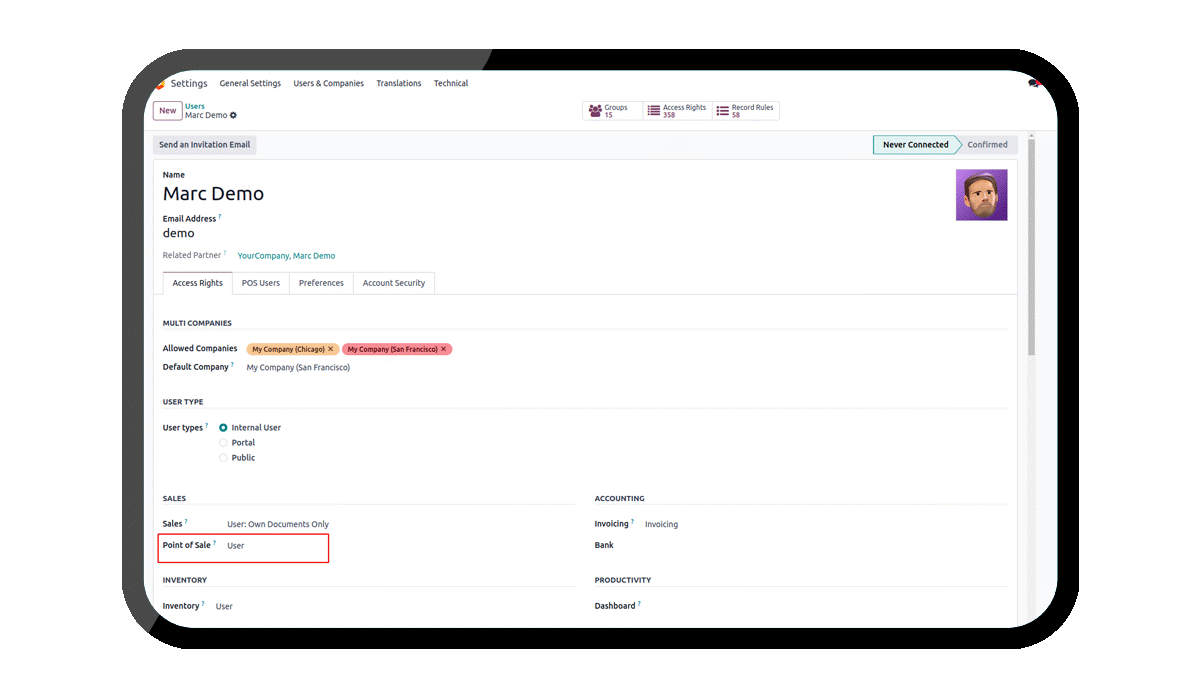 Settings General Settings Users & Companies Translations Technical
New Users
Marc Demo
Groups 15
Access Rights 358
Record Rules 58
Send an Invitation Email
Never Connected Confirmed
Name
Marc Demo
Email Address ?
demo
Related Partner ? YourCompany, Marc Demo
Access Rights POS Users Preferences Account Security
MULTI COMPANIES
Allowed Companies My Company (Chicago) × My Company (San Francisco) ×
Default Company ? My Company (San Francisco)
USER TYPE
User types ? Internal User
Portal
Public
SALES ACCOUNTING
Sales ? User: Own Documents Only Invoicing ? Invoicing
Point of Sale ? User Bank
INVENTORY PRODUCTIVITY
Inventory ? User Dashboard ?